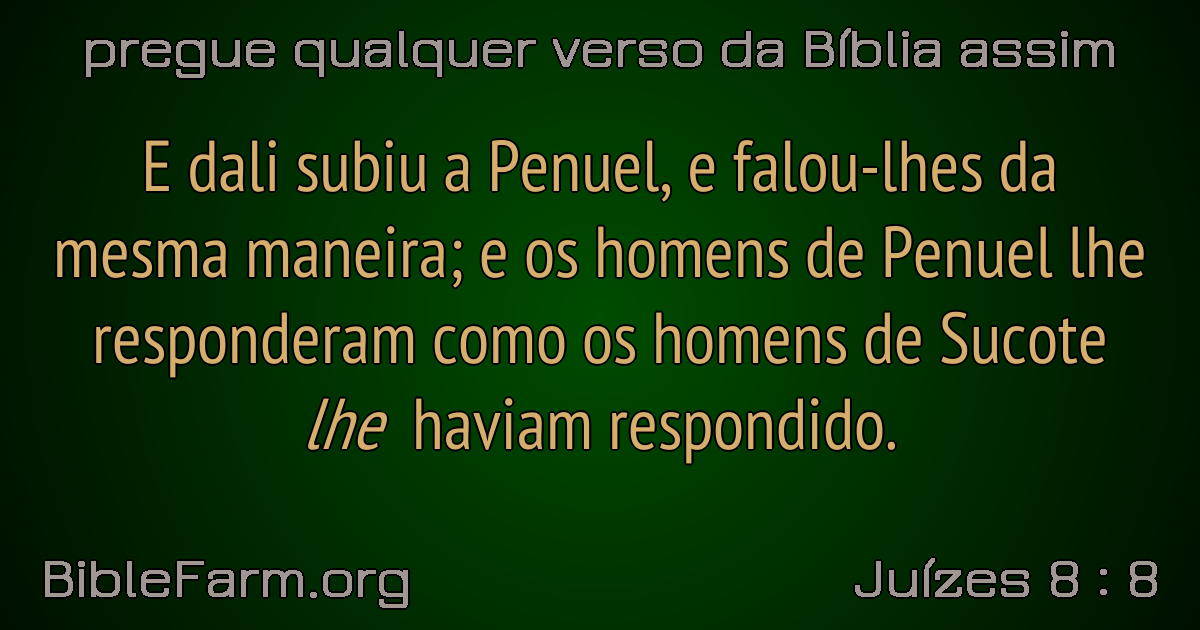 pregue qualquer verso da Bíblia assim
E dali subiu a Penuel, e falou-lhes da
mesma maneira; e os homens de Penuel lhe
responderam como os homens de Sucote
lhe haviam respondido.
BibleFarm.org
Juízes 8 : 8